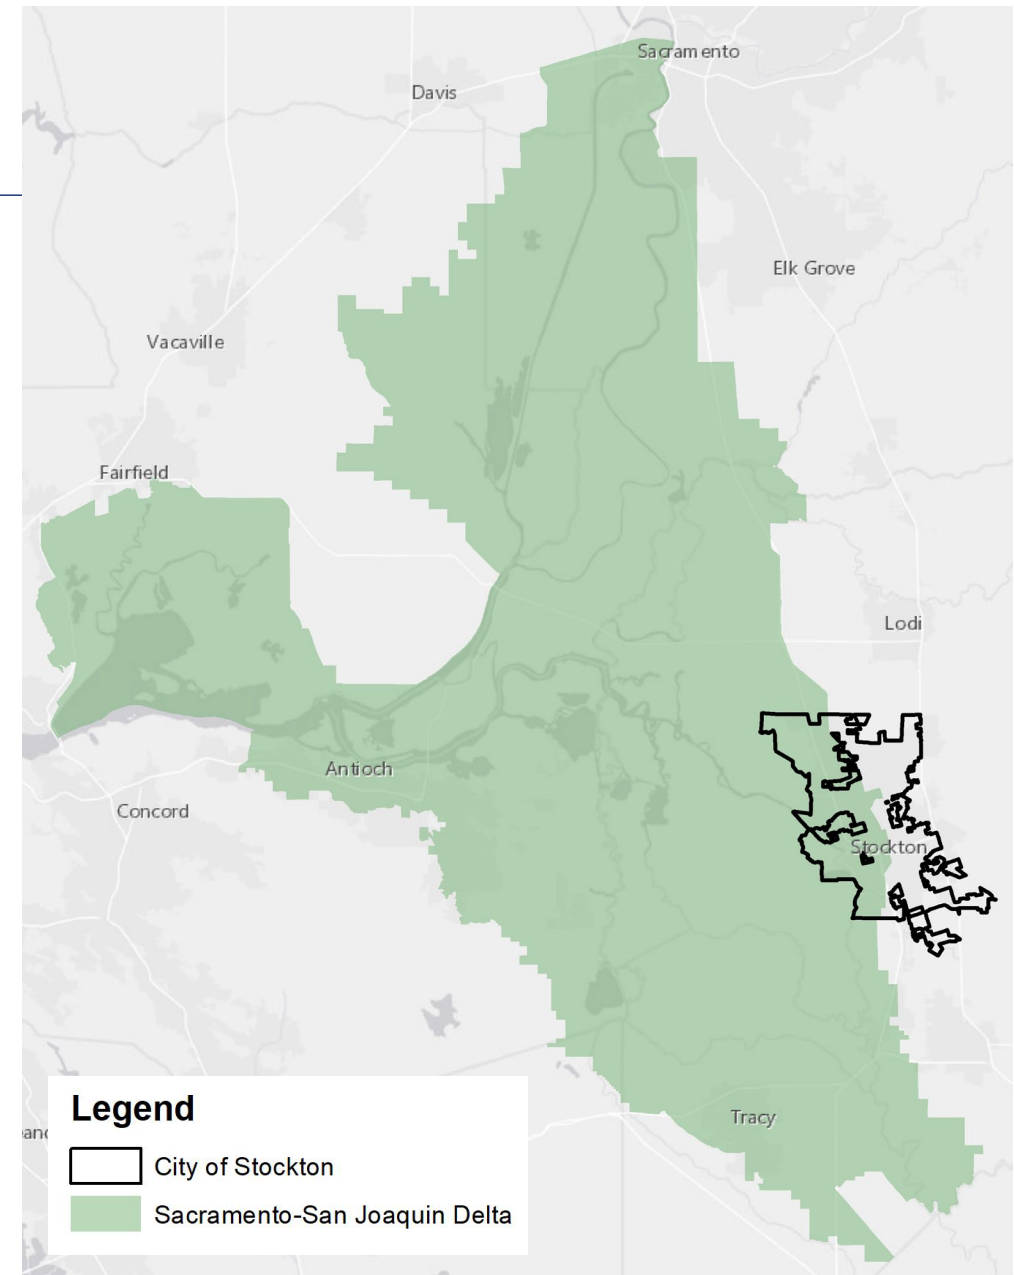 Sacramento
Davis
Elk Grove
Vacaville
Fairfield
Lodi
Antioch
Concord
Stockton
Tracy
Legend
City of Stockton
Sacramento-San Joaquin Delta